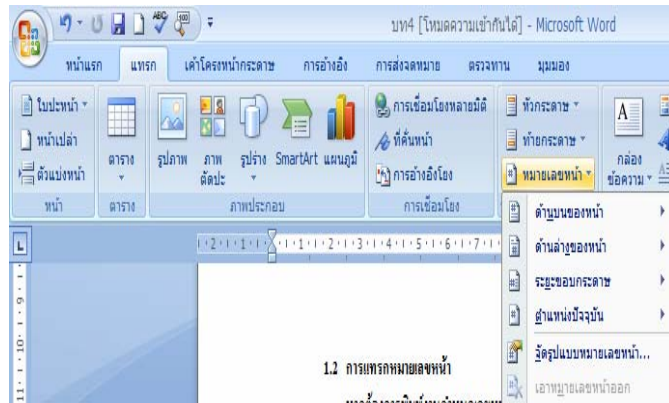 บท4 [โหมดความเข้ากันได้] - Microsoft Word
หน้าแรก แทรก เค้าโครงหน้ากระดาษ การอ้างอิง การส่งจดหมาย ตรวจทาน มุมมอง
ใบปะหน้า
หน้าเปล่า
ตัวแบ่งหน้า
หน้า
ตาราง
ตาราง
รูปภาพ
ภาพตัดปะ
รูปร่าง
SmartArt
แผนภูมิ
ภาพประกอบ
การเชื่อมโยงหลายมิติ
ที่คั่นหน้า
การอ้างอิงโยง
การเชื่อมโยง
หัวกระดาษ
ท้ายกระดาษ
หมายเลขหน้า
A
กล่อง
ข้อความ
ด้านบนของหน้า
ด้านล่างของหน้า
ระยะขอบกระดาษ
ตำแหน่งปัจจุบัน
จัดรูปแบบหมายเลขหน้า...
เอาหมายเลขหน้าออก
L
2 1 1 2 3 4 5 6 7
9 10 11
1.2 การแทรกหมายเลขหน้า